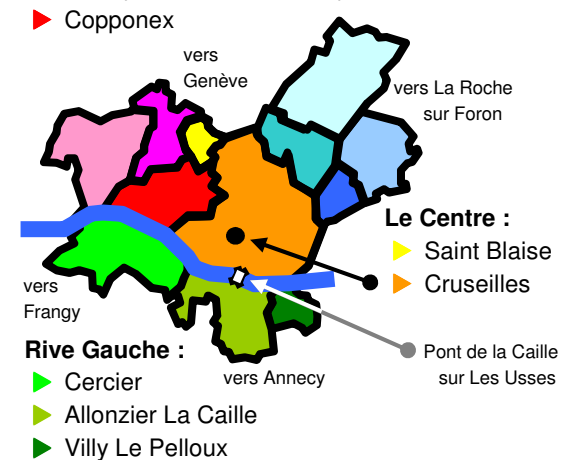 Copponex
vers
Genève
vers La Roche
sur Foron
Le Centre :
Saint Blaise
Cruseilles
vers
Frangy
Rive Gauche :
Cercier
Allonzier La Caille
Villy Le Pelloux
vers Annecy
Pont de la Caille
sur Les Usses